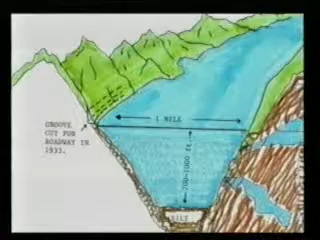 1 MILE
GROOVE
CUT FOR
ROADWAY IN
1933.
700-1000 ft.
SILT